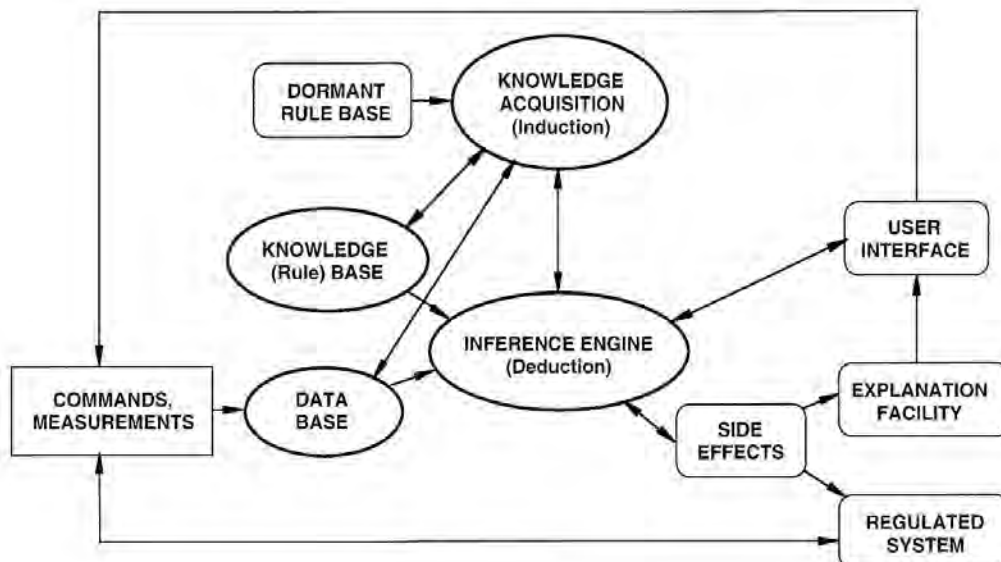 DORMANT
RULE BASE
KNOWLEDGE
ACQUISITION
(Induction)
KNOWLEDGE
(Rule) BASE
USER
INTERFACE
INFERENCE ENGINE
(Deduction)
COMMANDS,
MEASUREMENTS
DATA
BASE
SIDE
EFFECTS
EXPLANATION
FACILITY
REGULATED
SYSTEM